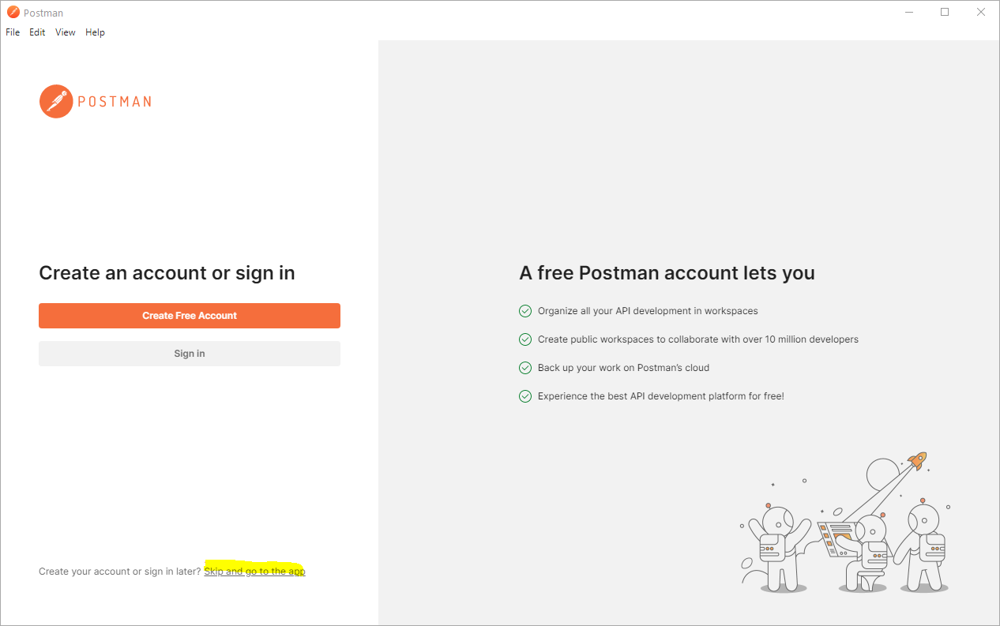 Postman
File Edit View Help
POSTMAN
Create an account or sign in
Create Free Account
Sign in
Create your account or sign in later? Skip and go to the app
A free Postman account lets you
Organize all your API development in workspaces
Create public workspaces to collaborate with over 10 million developers
Back up your work on Postman's cloud
Experience the best API development platform for free!